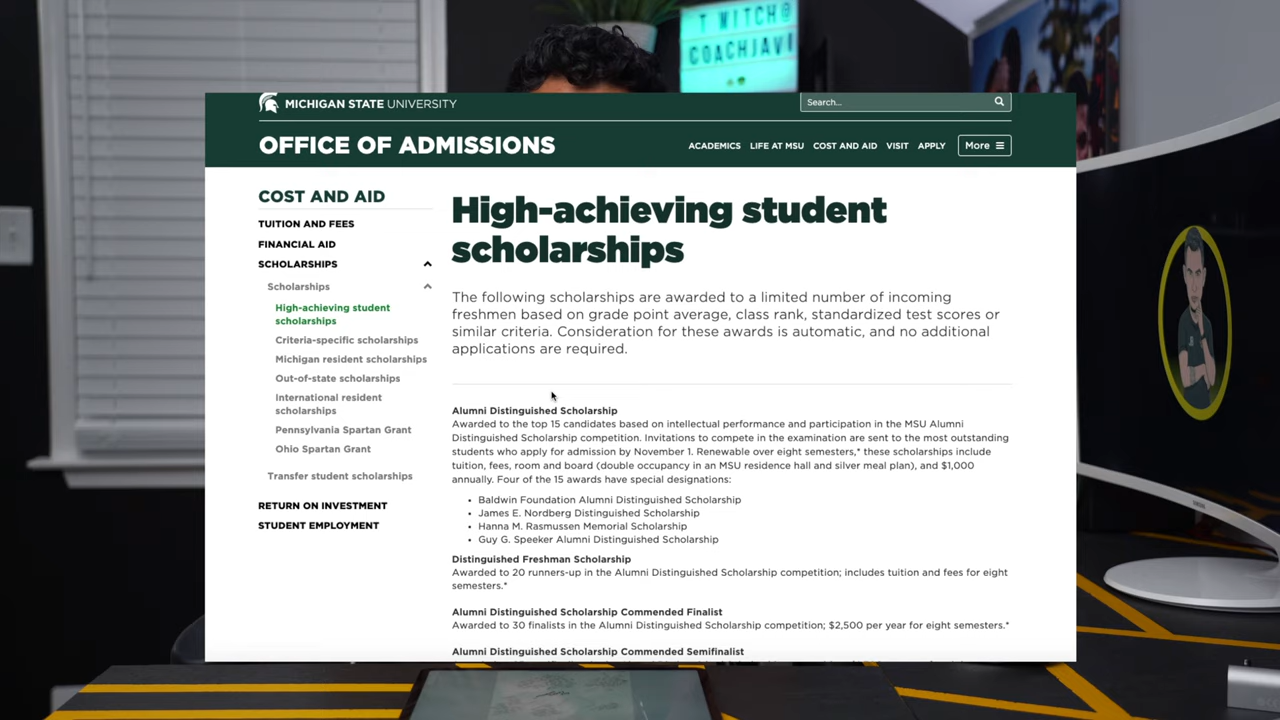 T WITCH@
COACHJAVI
MICHIGAN STATE UNIVERSITY
Search...
OFFICE OF ADMISSIONS
ACADEMICS LIFE AT MSU COST AND AID VISIT APPLY More
COST AND AID
TUITION AND FEES
FINANCIAL AID
SCHOLARSHIPS
Scholarships
High-achieving student
scholarships
Criteria-specific scholarships
Michigan resident scholarships
Out-of-state scholarships
International resident
scholarships
Pennsylvania Spartan Grant
Ohio Spartan Grant
Transfer student scholarships
RETURN ON INVESTMENT
STUDENT EMPLOYMENT
High-achieving student
scholarships
The following scholarships are awarded to a limited number of incoming
freshmen based on grade point average, class rank, standardized test scores or
similar criteria. Consideration for these awards is automatic, and no additional
applications are required.
Alumni Distinguished Scholarship
Awarded to the top 15 candidates based on intellectual performance and participation in the MSU Alumni
Distinguished Scholarship competition. Invitations to compete in the examination are sent to the most outstanding
students who apply for admission by November 1. Renewable over eight semesters,* these scholarships include
tuition, fees, room and board (double occupancy in an MSU residence hall and silver meal plan), and $1,000
annually. Four of the 15 awards have special designations:
• Baldwin Foundation Alumni Distinguished Scholarship
• James E. Nordberg Distinguished Scholarship
• Hanna M. Rasmussen Memorial Scholarship
• Guy G. Speeker Alumni Distinguished Scholarship
Distinguished Freshman Scholarship
Awarded to 20 runners-up in the Alumni Distinguished Scholarship competition; includes tuition and fees for eight
semesters.*
Alumni Distinguished Scholarship Commended Finalist
Awarded to 30 finalists in the Alumni Distinguished Scholarship competition; $2,500 per year for eight semesters.*
Alumni Distinguished Scholarship Commended Semifinalist